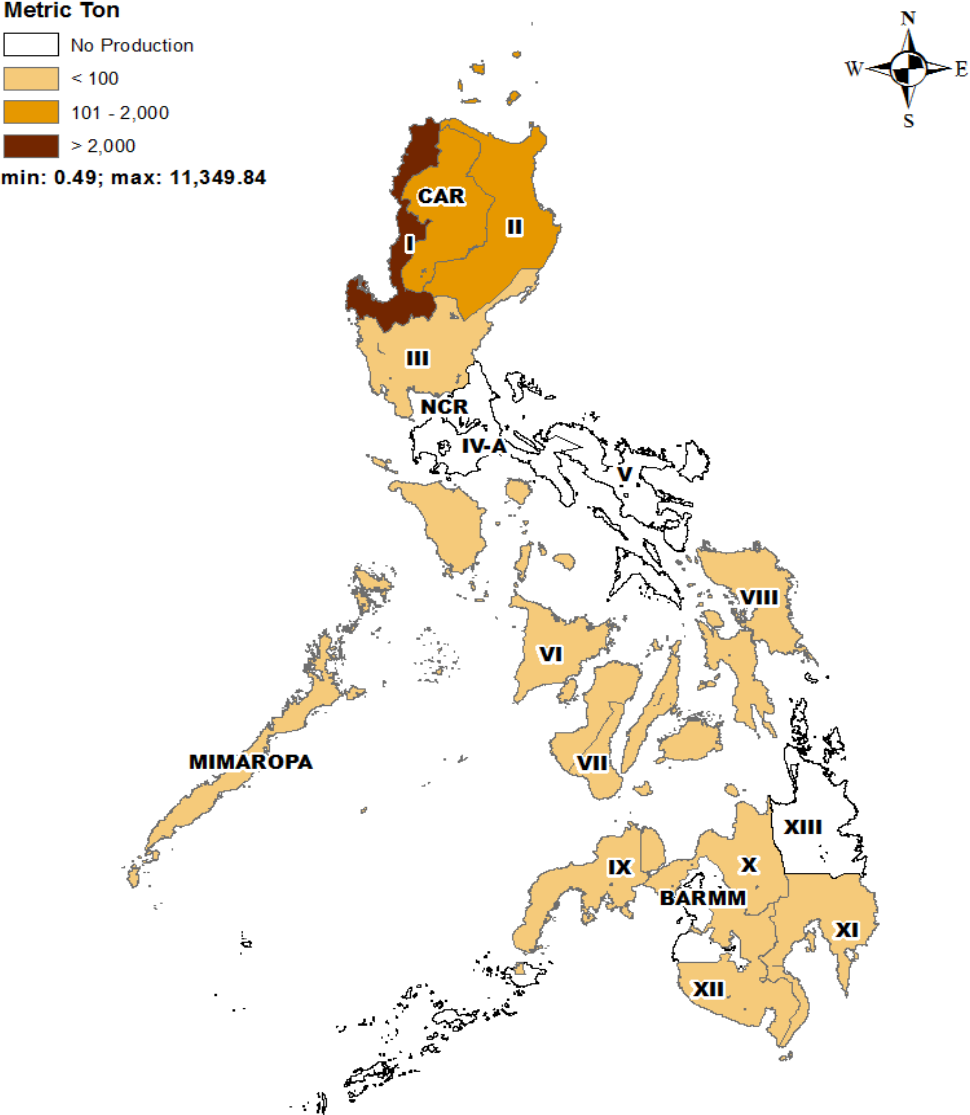 Metric Ton
No Production
< 100
101 - 2,000
> 2,000
min: 0.49; max: 11,349.84
N
W E
S
CAR
II
I
III
NCR
IV-A
V
VIII
VI
MIMAROPA
VII
XIII
IX
X
BARMM
XI
XII